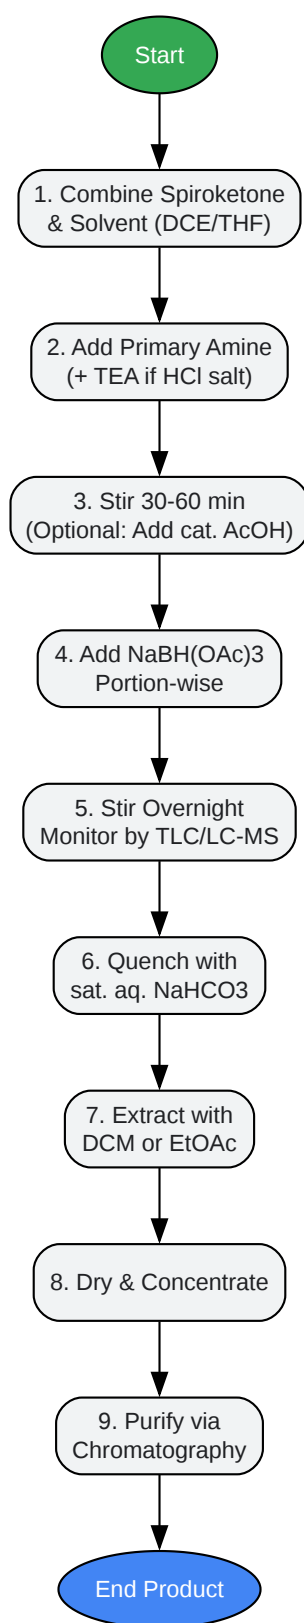 Start
1. Combine Spiroketone
& Solvent (DCE/THF)
2. Add Primary Amine
(+ TEA if HCl salt)
3. Stir 30-60 min
(Optional: Add cat. AcOH)
4. Add NaBH(OAc)3
Portion-wise
5. Stir Overnight
Monitor by TLC/LC-MS
6. Quench with
sat. aq. NaHCO3
7. Extract with
DCM or EtOAc
8. Dry & Concentrate
9. Purify via
Chromatography
End Product